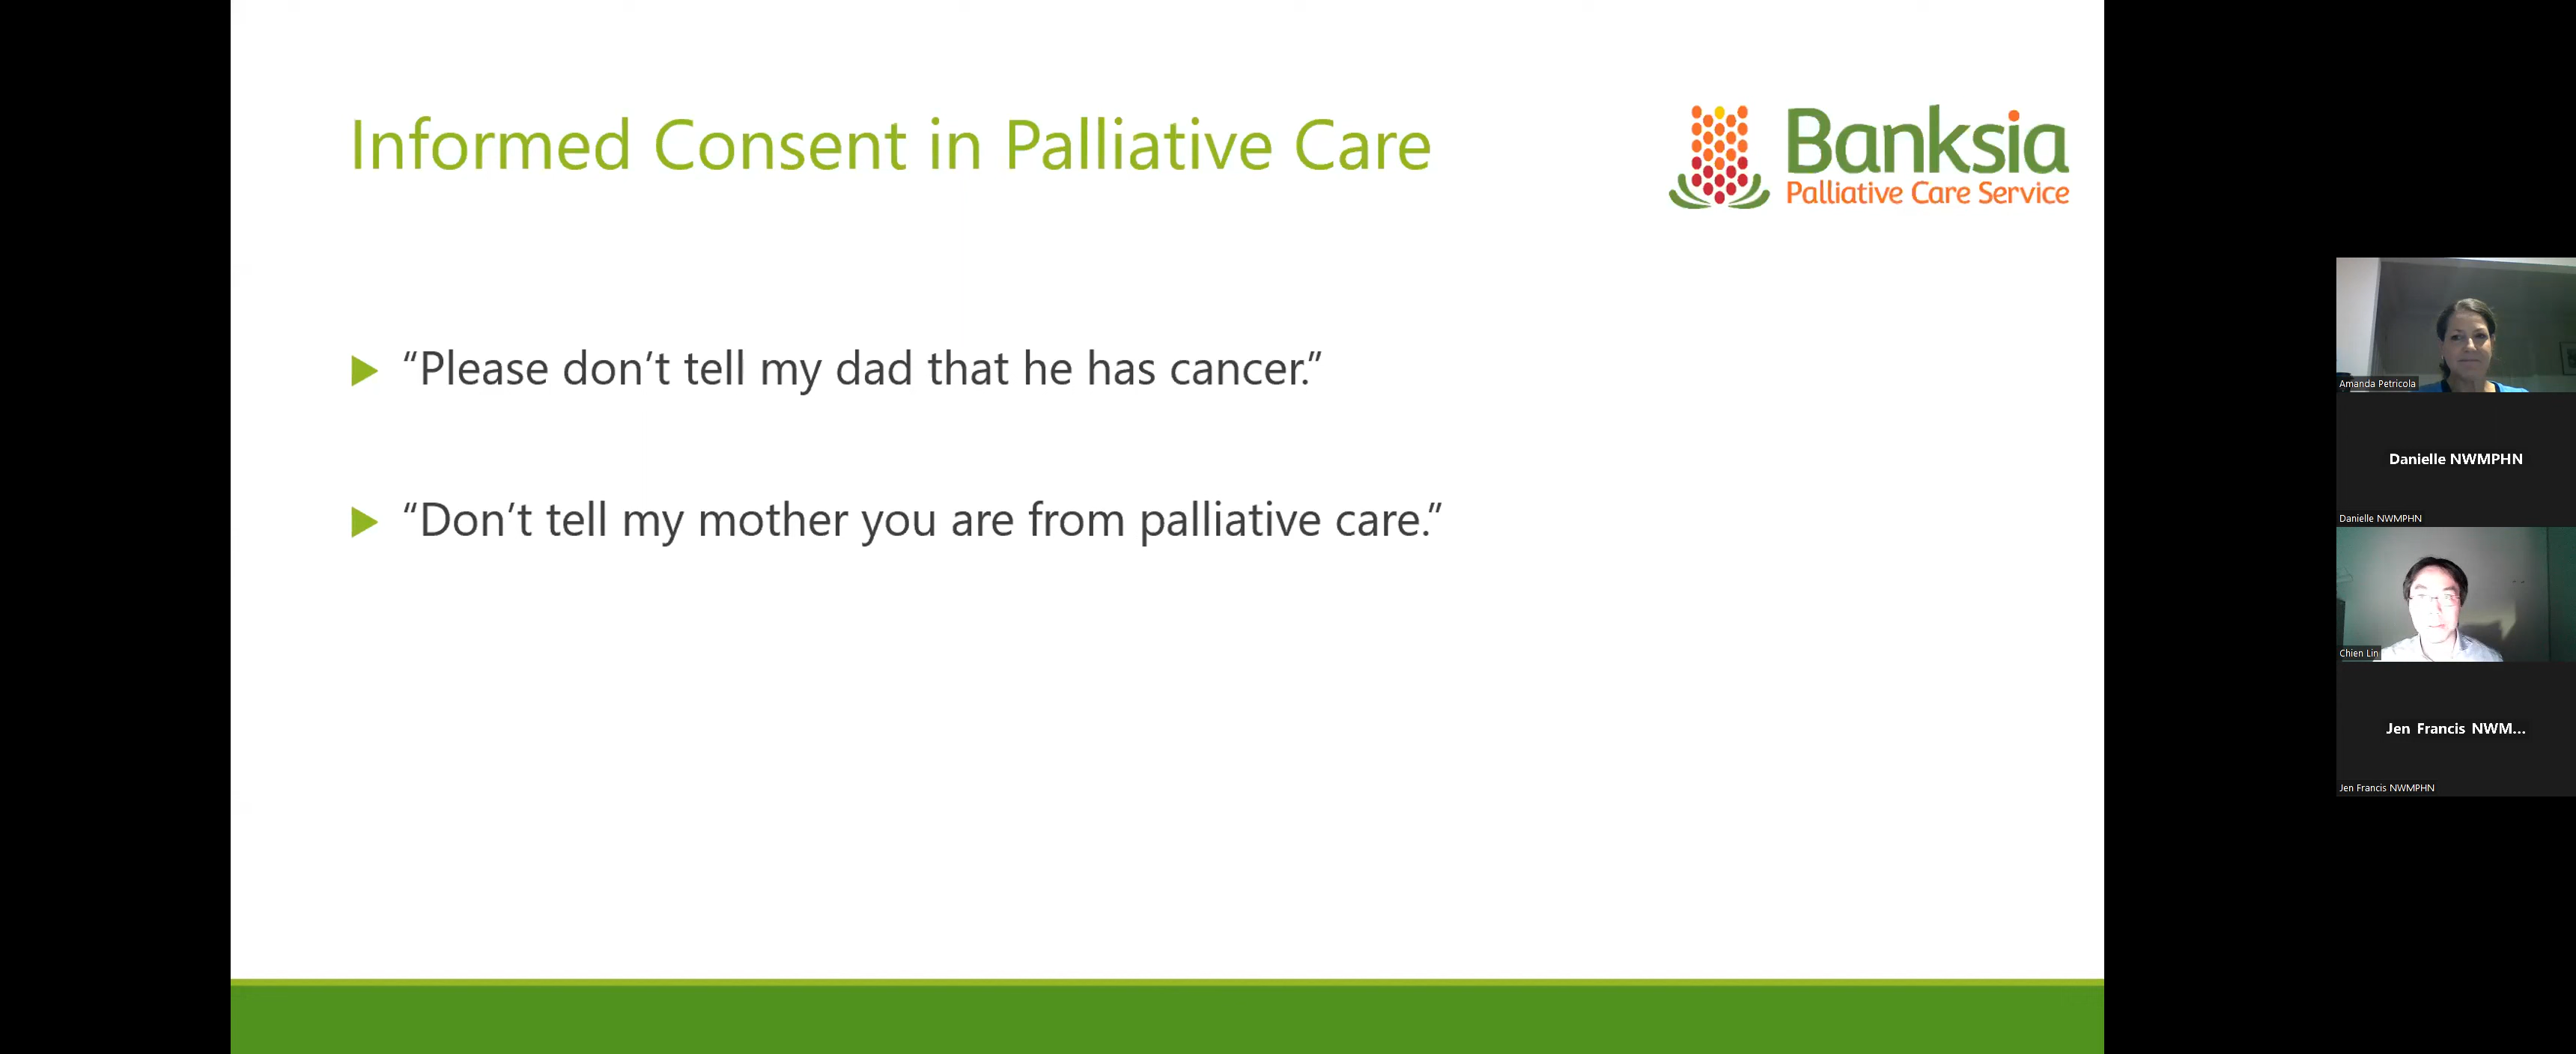 Informed Consent in Palliative Care
Banksia
Palliative Care Service
“Please don’t tell my dad that he has cancer.”
“Don’t tell my mother you are from palliative care.”
Amanda Petricola
Danielle NWMPHN
Danielle NWMPHN
Chien Lin
Jen Francis NWM...
Jen Francis NWMPHN